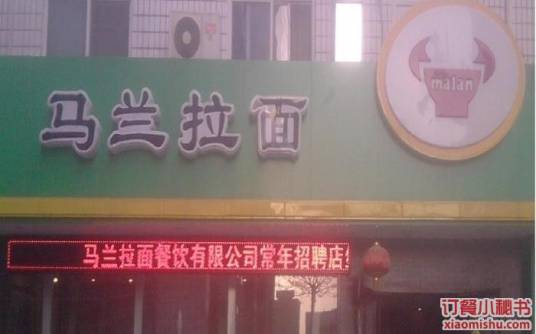 malan
马兰拉面
马兰拉面餐饮有限公司常年招聘店
订餐小秘书
xiaomishu.com